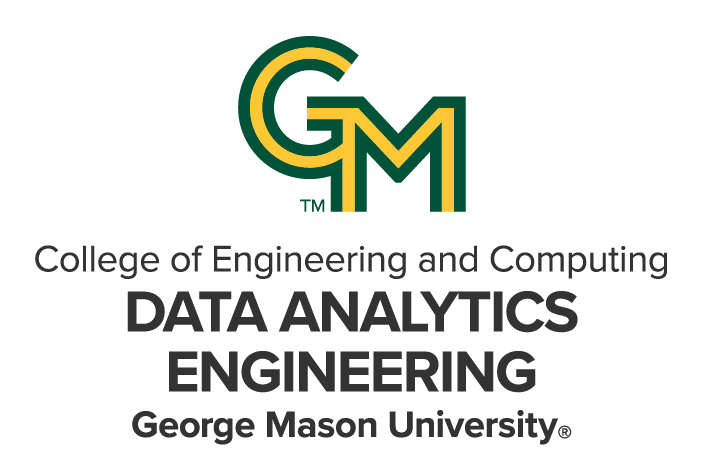 GM
TM
College of Engineering and Computing
DATA ANALYTICS
ENGINEERING
George Mason University®